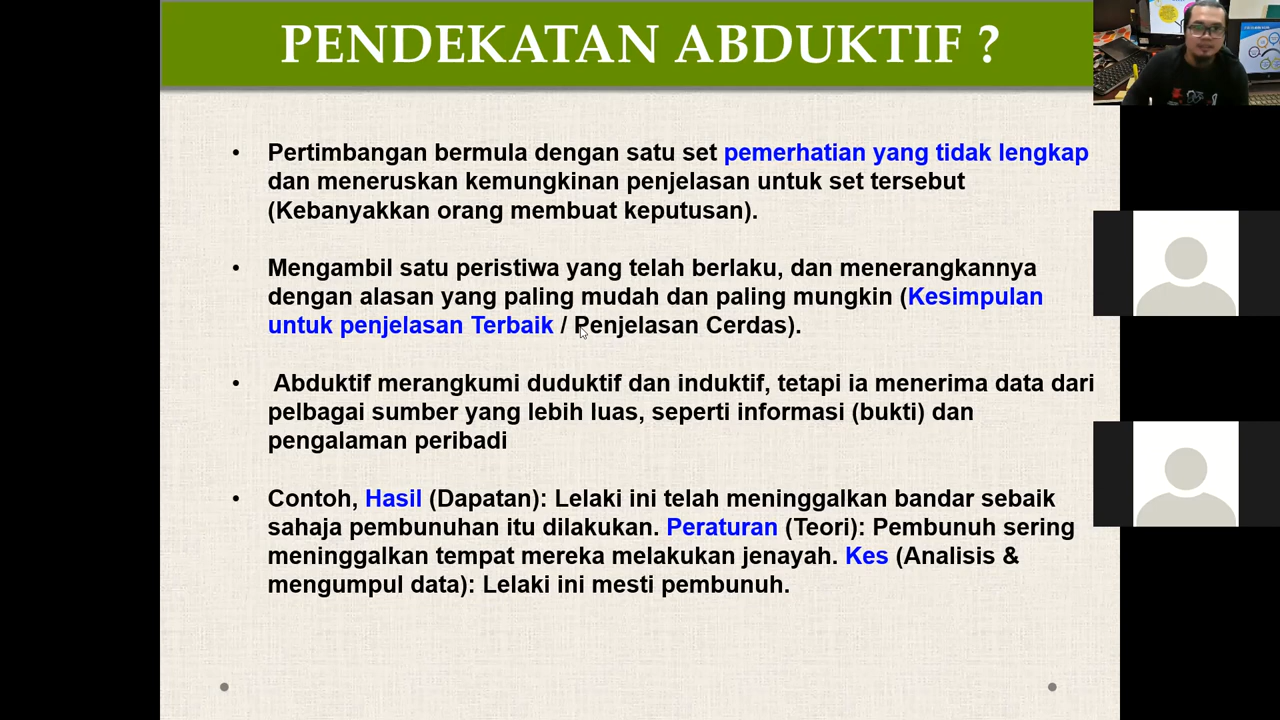 PENDEKATAN ABDUKTIF ?
• Pertimbangan bermula dengan satu set pemerhatian yang tidak lengkap
dan meneruskan kemungkinan penjelasan untuk set tersebut
(Kebanyakkan orang membuat keputusan).
• Mengambil satu peristiwa yang telah berlaku, dan menerangkannya
dengan alasan yang paling mudah dan paling mungkin (Kesimpulan
untuk penjelasan Terbaik / Penjelasan Cerdas).
• Abduktif merangkumi duduktif dan induktif, tetapi ia menerima data dari
pelbagai sumber yang lebih luas, seperti informasi (bukti) dan
pengalaman peribadi
• Contoh, Hasil (Dapatan): Lelaki ini telah meninggalkan bandar sebaik
sahaja pembunuhan itu dilakukan. Peraturan (Teori): Pembunuh sering
meninggalkan tempat mereka melakukan jenayah. Kes (Analisis &
mengumpul data): Lelaki ini mesti pembunuh.